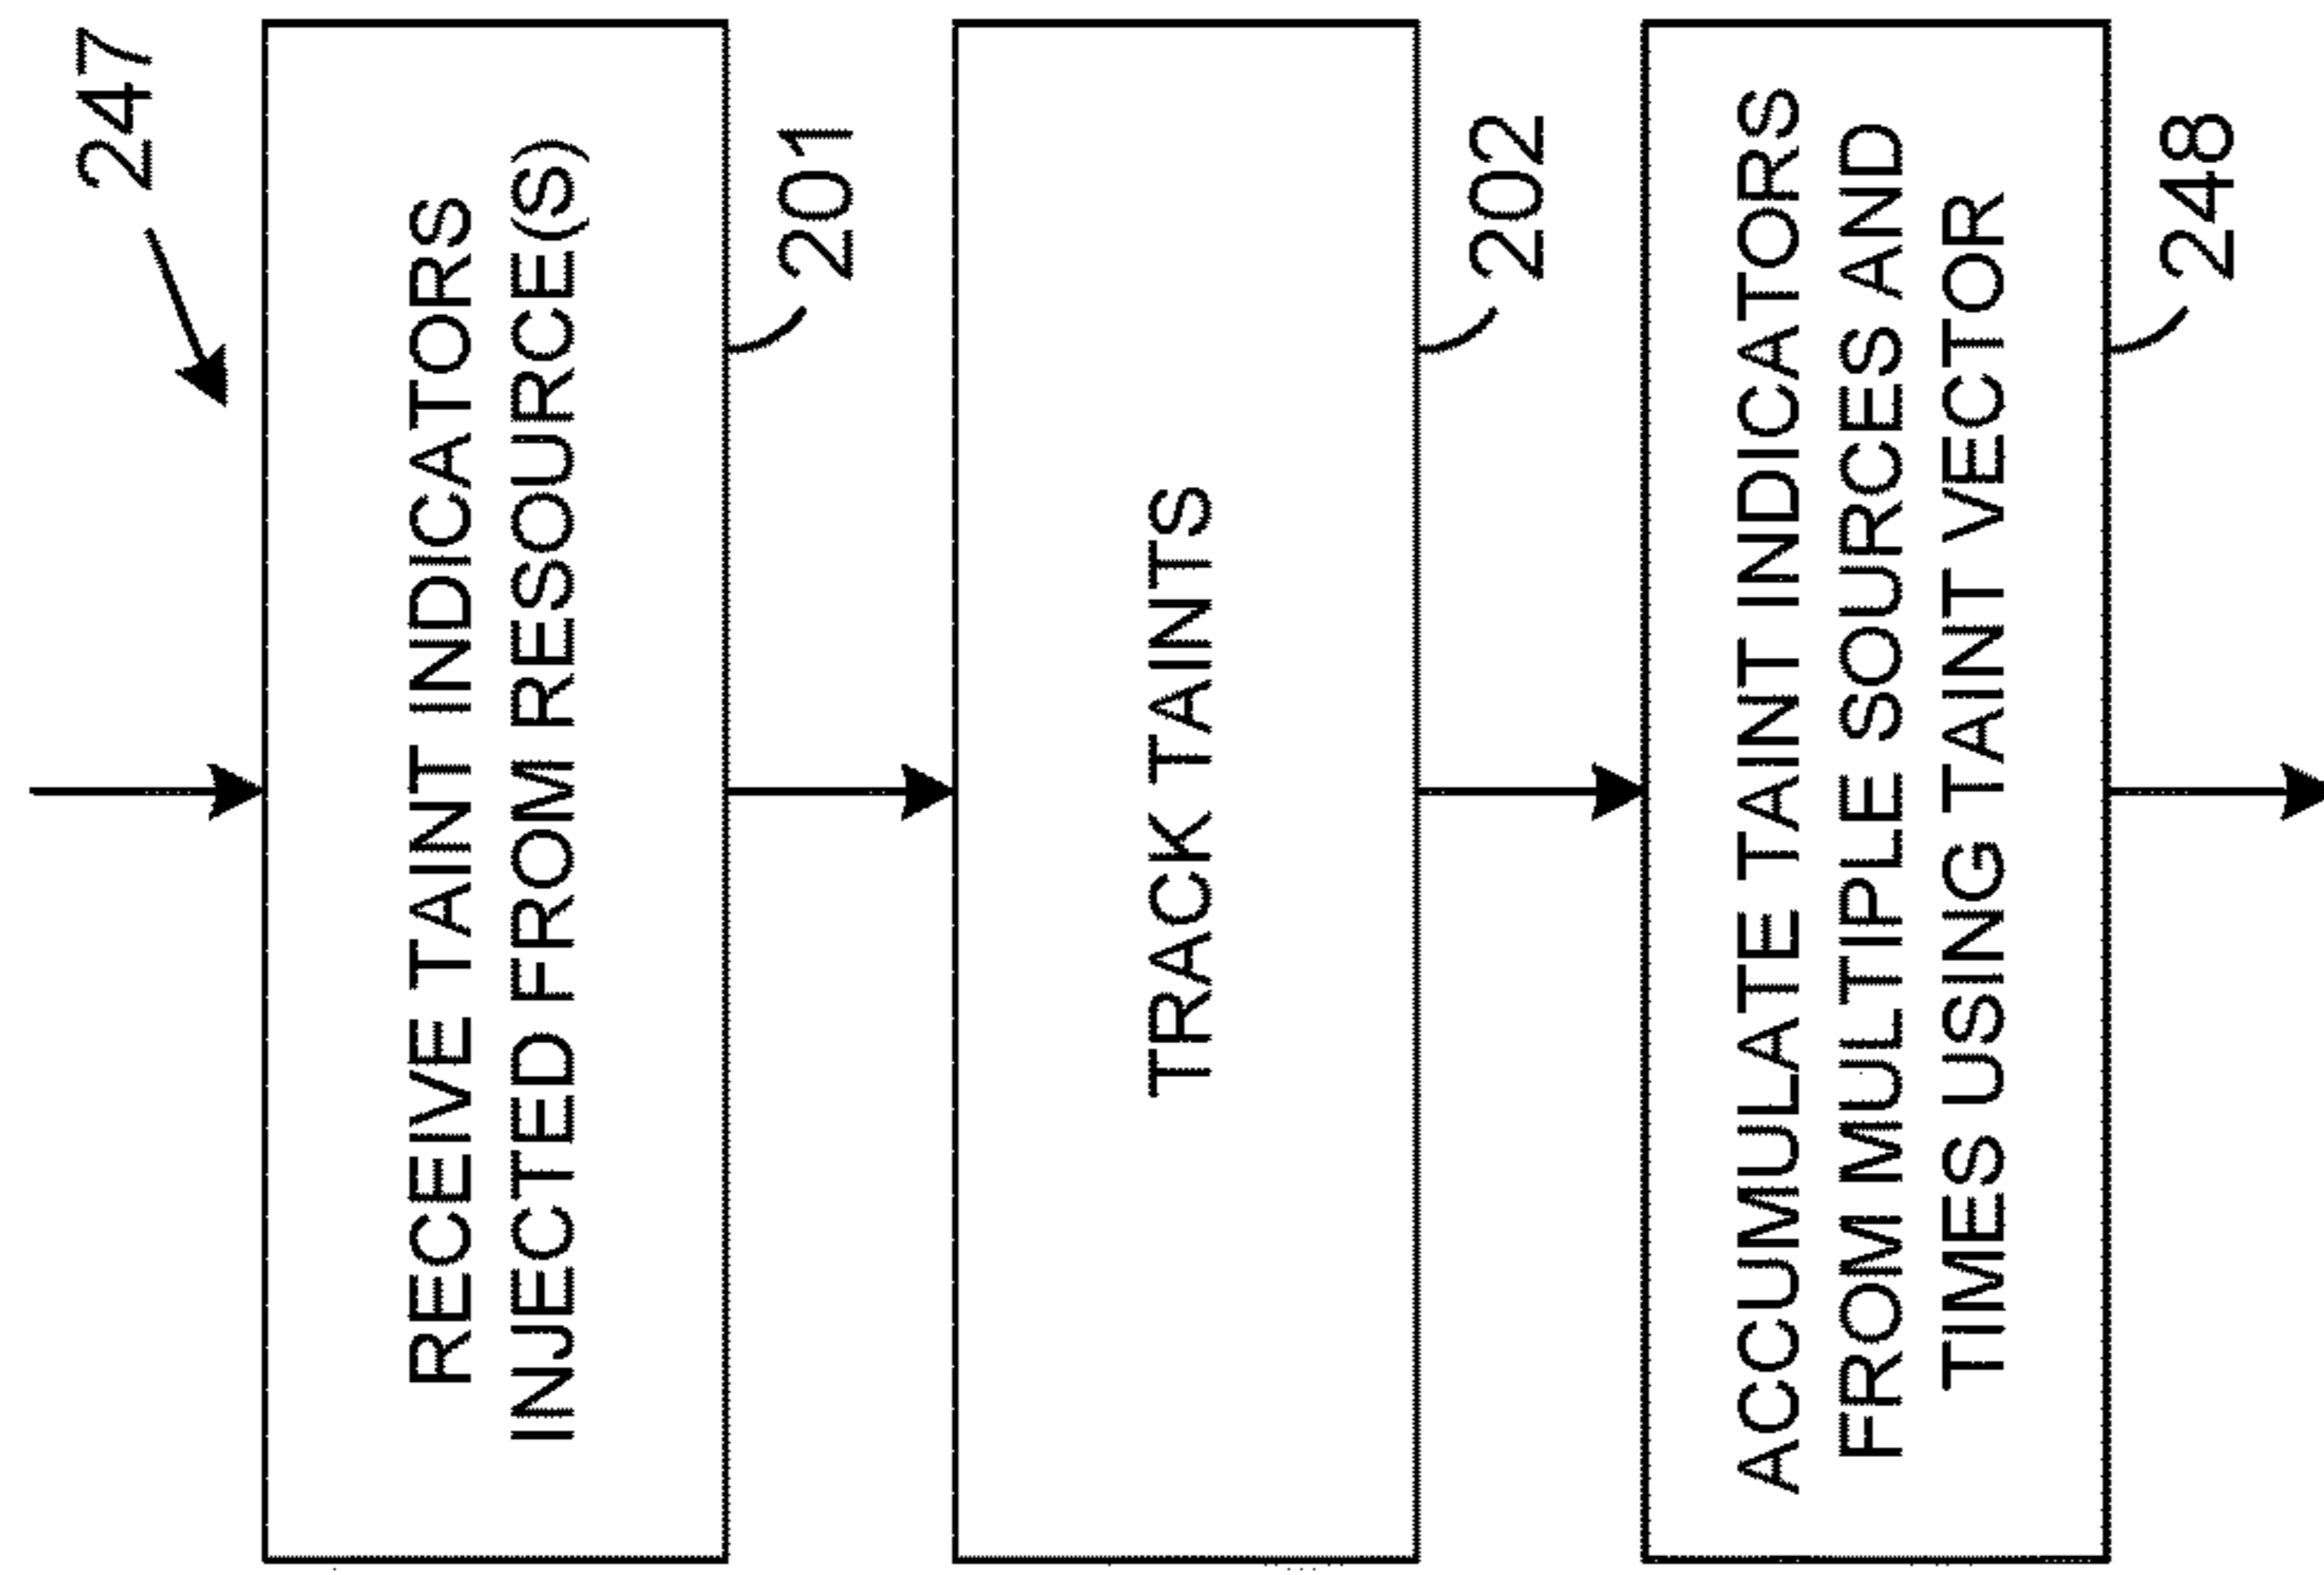 247
RECEIVE TAINT INDICATORS
INJECTED FROM RESOURCE(S)
201
TRACK TAINTS
202
ACCUMULATE TAINT INDICATORS
FROM MULTIPLE SOURCES AND
TIMES USING TAINT VECTOR
248